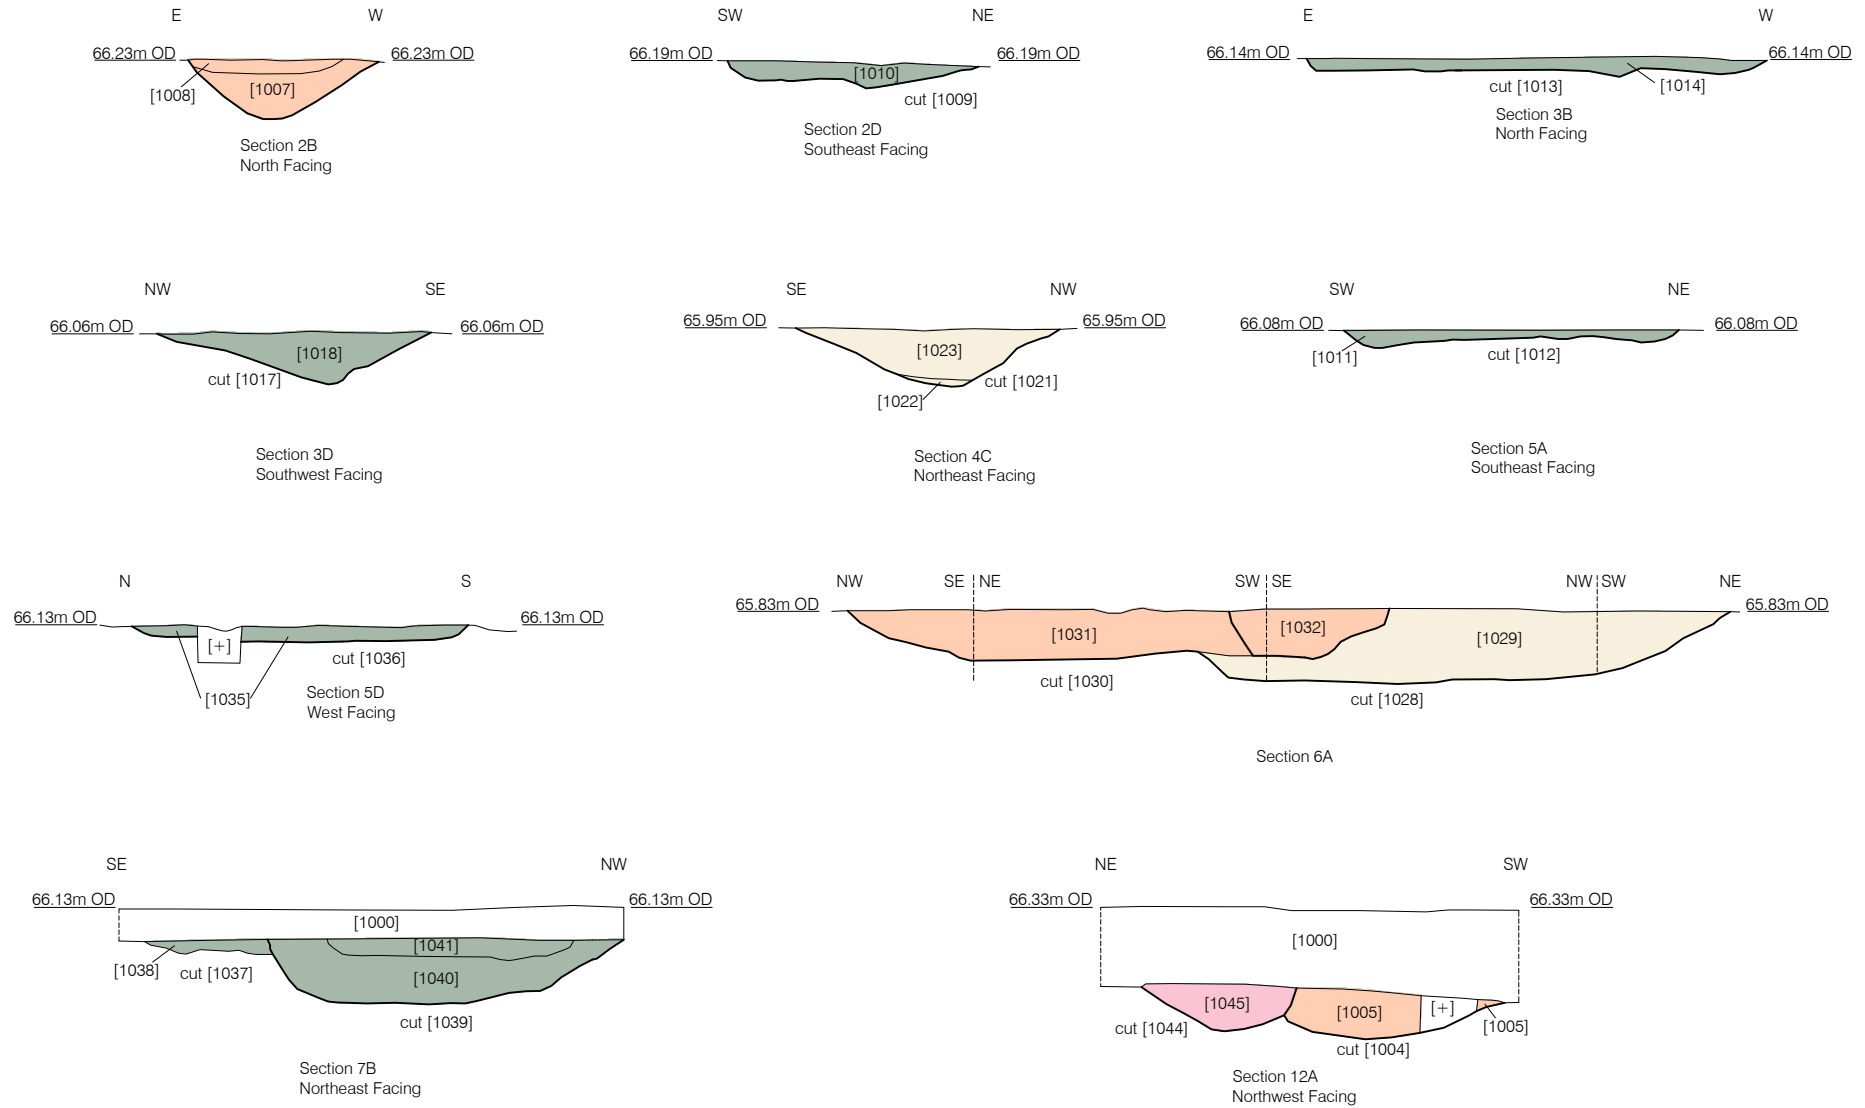 E W
66.23m OD 66.23m OD
[1008] [1007]
Section 2B
North Facing
SW NE
66.19m OD 66.19m OD
[1010]
cut [1009]
Section 2D
Southeast Facing
E W
66.14m OD 66.14m OD
cut [1013] [1014]
Section 3B
North Facing
NW SE
66.06m OD 66.06m OD
[1018]
cut [1017]
Section 3D
Southwest Facing
SE NW
65.95m OD 65.95m OD
[1023]
cut [1021]
[1022]
Section 4C
Northeast Facing
SW NE
66.08m OD 66.08m OD
[1011] cut [1012]
Section 5A
Southeast Facing
N S
66.13m OD 66.13m OD
[+]
cut [1036]
[1035]
Section 5D
West Facing
NW SE NE SW SE NW SW NE
65.83m OD 65.83m OD
[1031] [1032] [1029]
cut [1030]
cut [1028]
Section 6A
SE NW
66.13m OD 66.13m OD
[1000]
[1041]
[1038] cut [1037] [1040]
cut [1039]
Section 7B
Northeast Facing
NE SW
66.33m OD 66.33m OD
[1000]
[1045] [1005] [+]
cut [1044] [1005]
cut [1004]
Section 12A
Northwest Facing